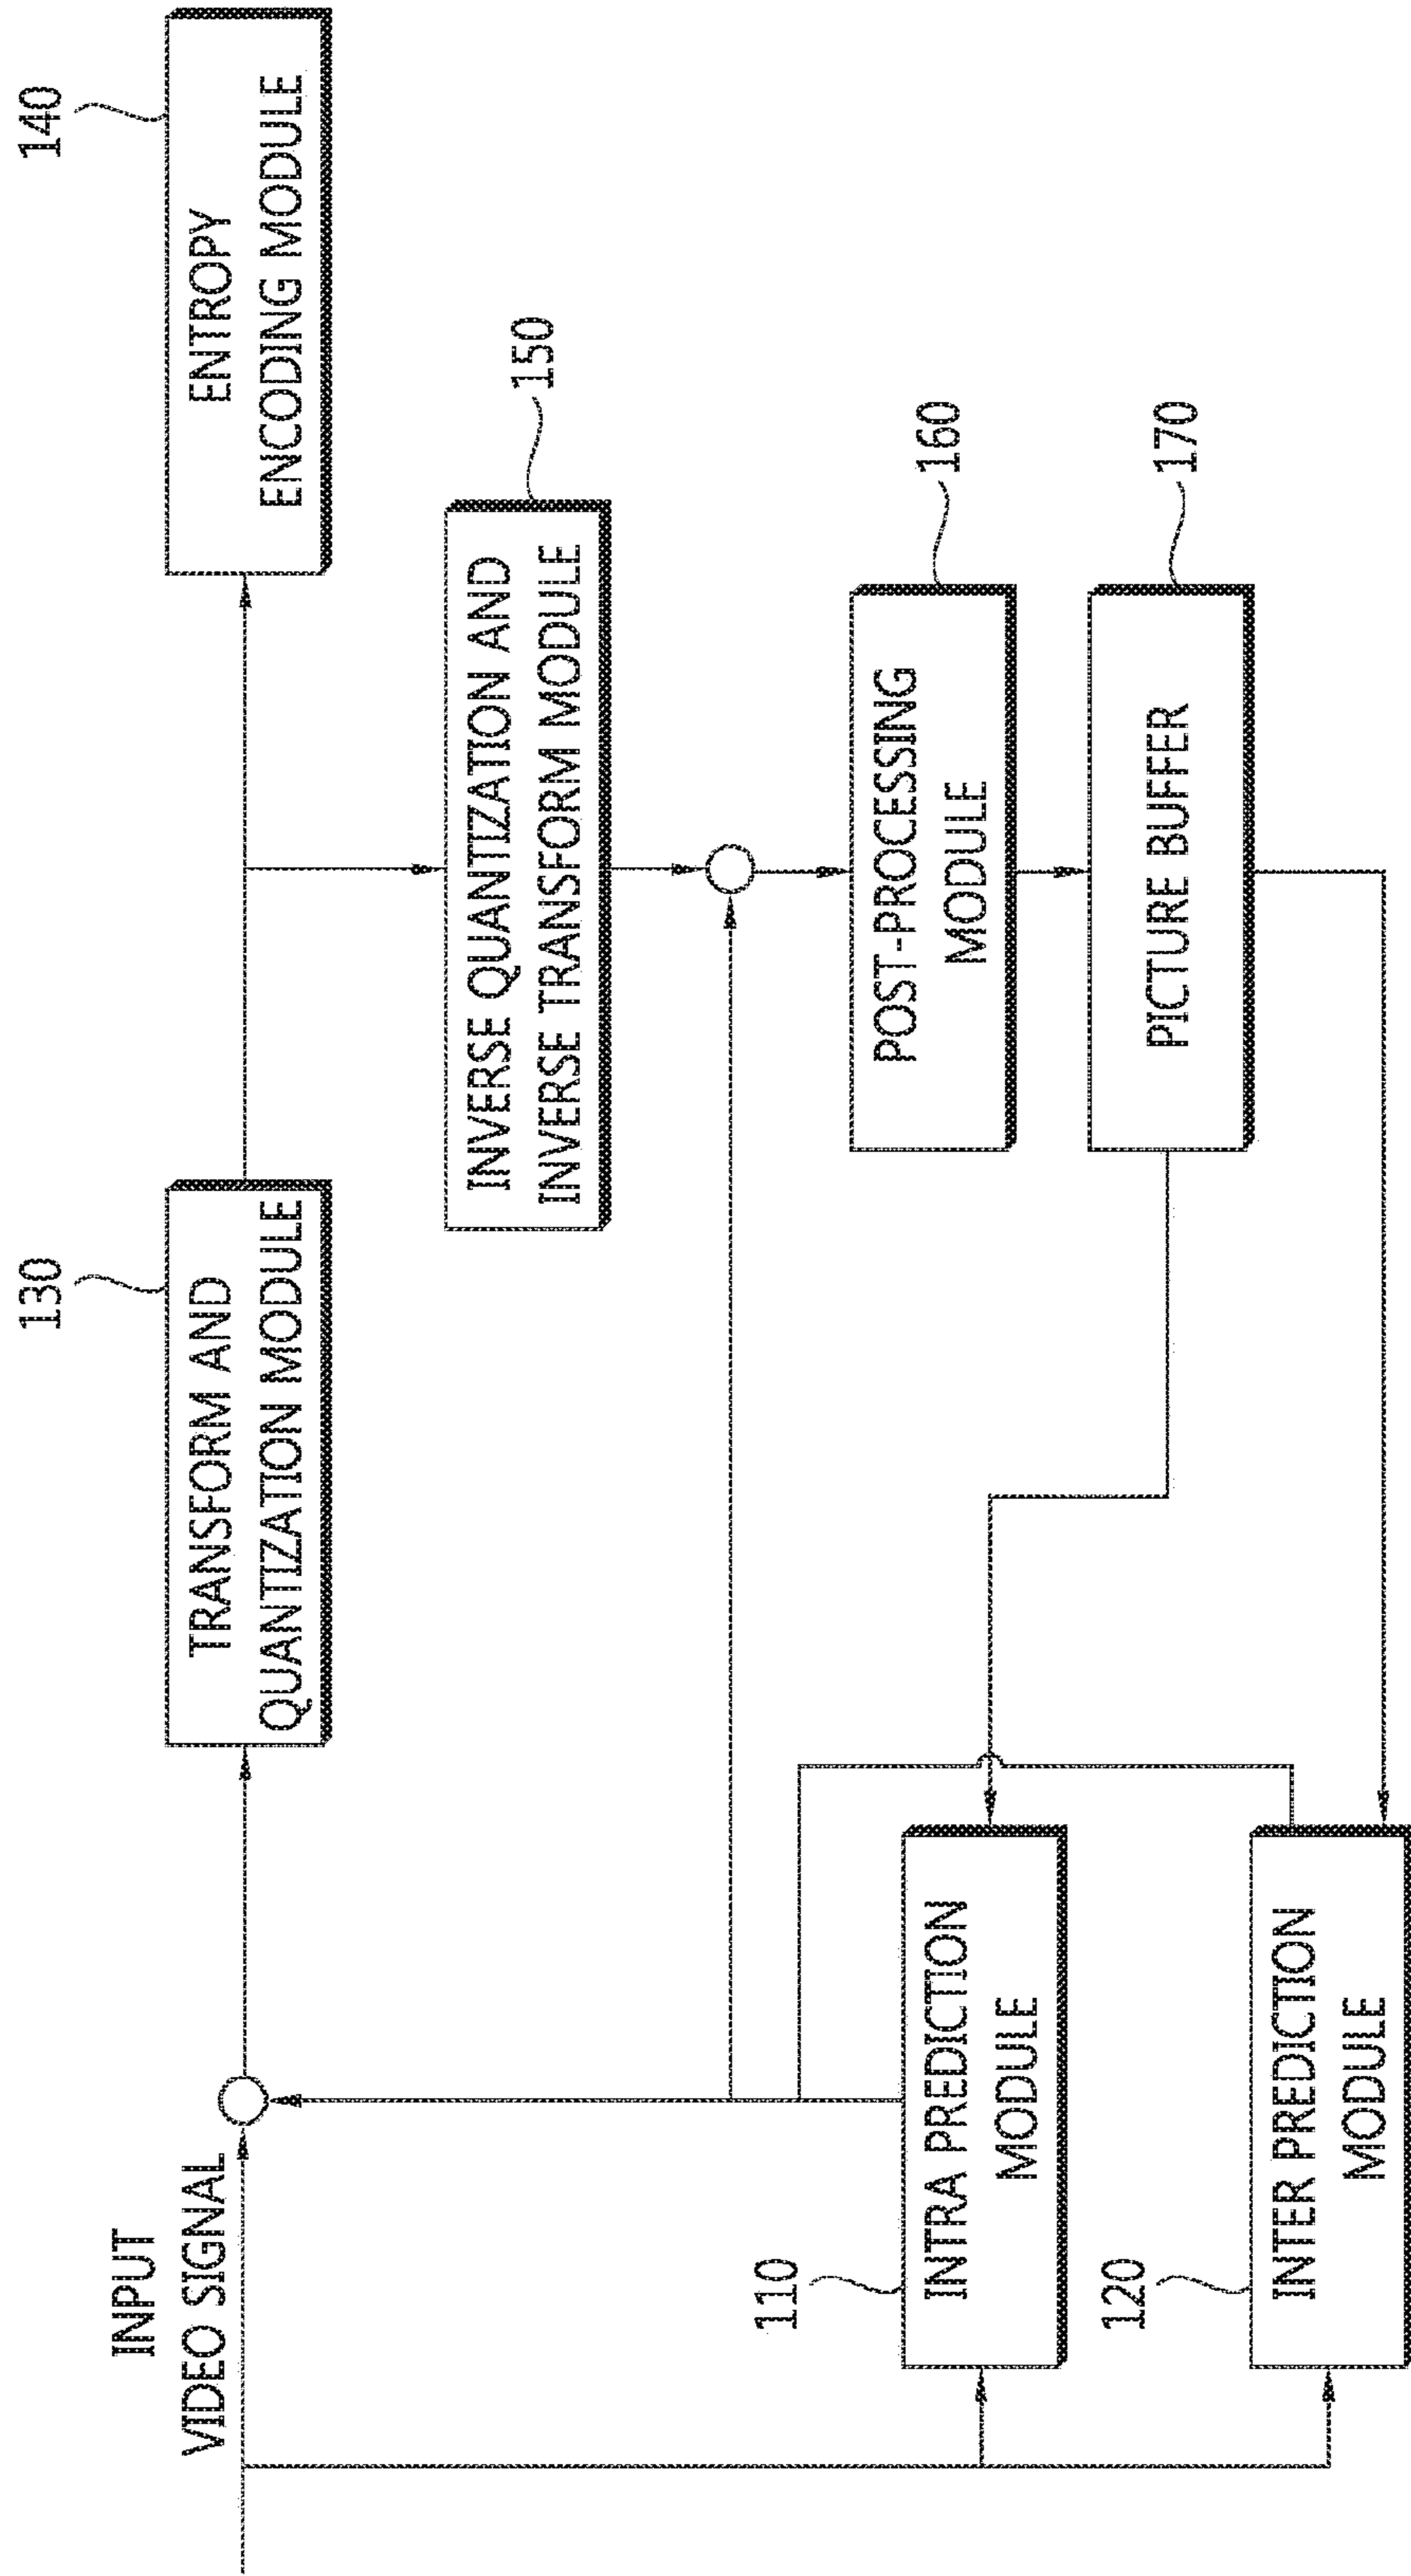 INPUT
VIDEO SIGNAL
130
TRANSFORM AND
QUANTIZATION MODULE
140
ENTROPY
ENCODING MODULE
150
INVERSE QUANTIZATION AND
INVERSE TRANSFORM MODULE
110
INTRA PREDICTION
MODULE
160
POST-PROCESSING
MODULE
120
INTER PREDICTION
MODULE
170
PICTURE BUFFER